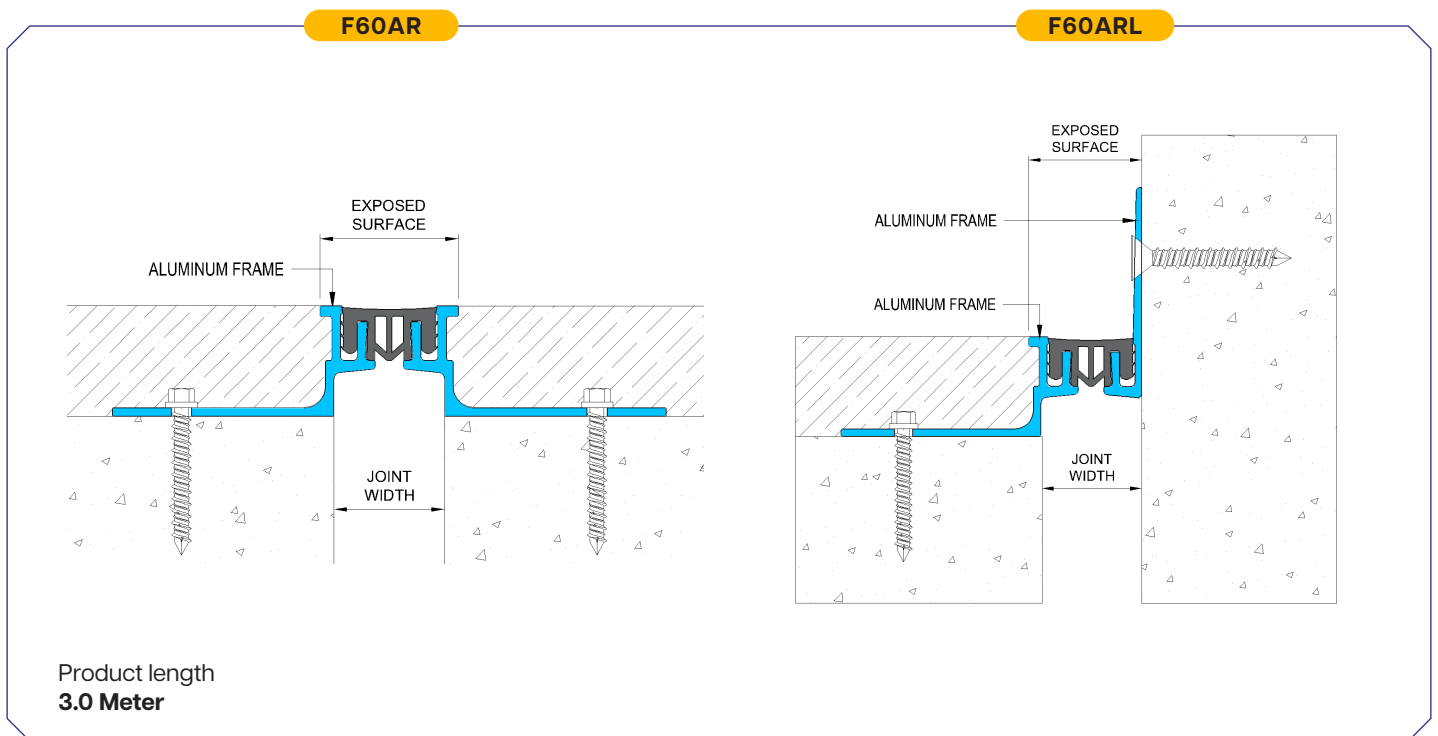 F60AR
EXPOSED
SURFACE
ALUMINUM FRAME
JOINT
WIDTH
F60ARL
EXPOSED
SURFACE
ALUMINUM FRAME
ALUMINUM FRAME
JOINT
WIDTH
Product length
3.0 Meter